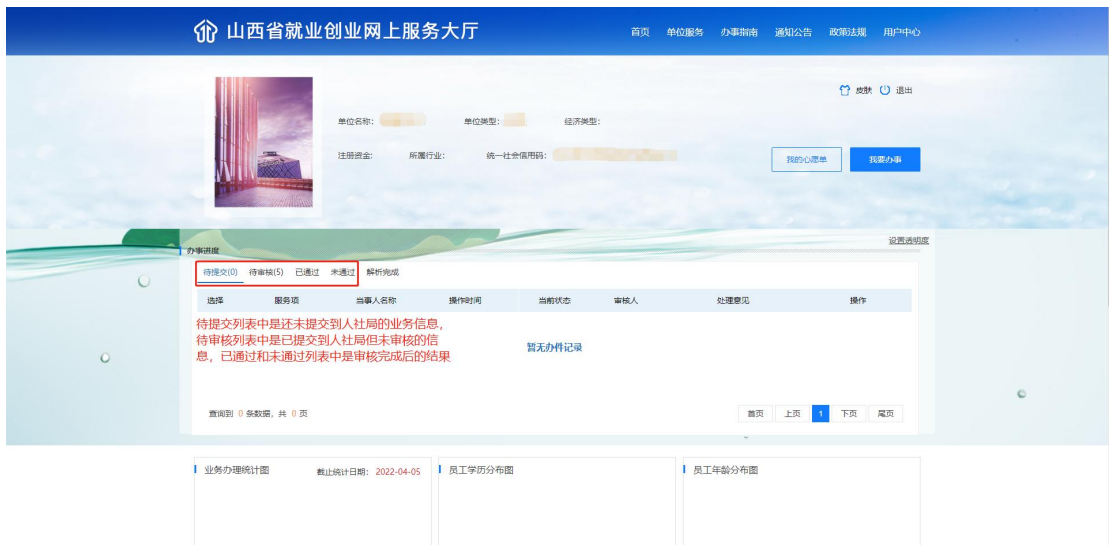 山西省就业创业网上服务大厅
首页 单位服务 办事指南 通知公告 政策法规 用户中心
皮肤 退出
单位名称: 单位类型: 经济类型:
注册资金: 所属行业: 统一社会信用码:
我的心愿单 我要办事
设置透明度
办事进度
待提交(0) 待审核(5) 已通过 未通过 解析完成
选择 服务项 当事人名称 操作时间 当前状态 审核人 处理意见 操作
待提交列表中是还未提交到人社局的业务信息，
待审核列表中是已提交到人社局但未审核的信
息，已通过和未通过列表中是审核完成后的结果
暂无办件记录
查询到 0 条数据, 共 0 页
首页 上页 1 下页 尾页
业务办理统计图 截止统计日期: 2022-04-05
员工学历分布图
员工年龄分布图